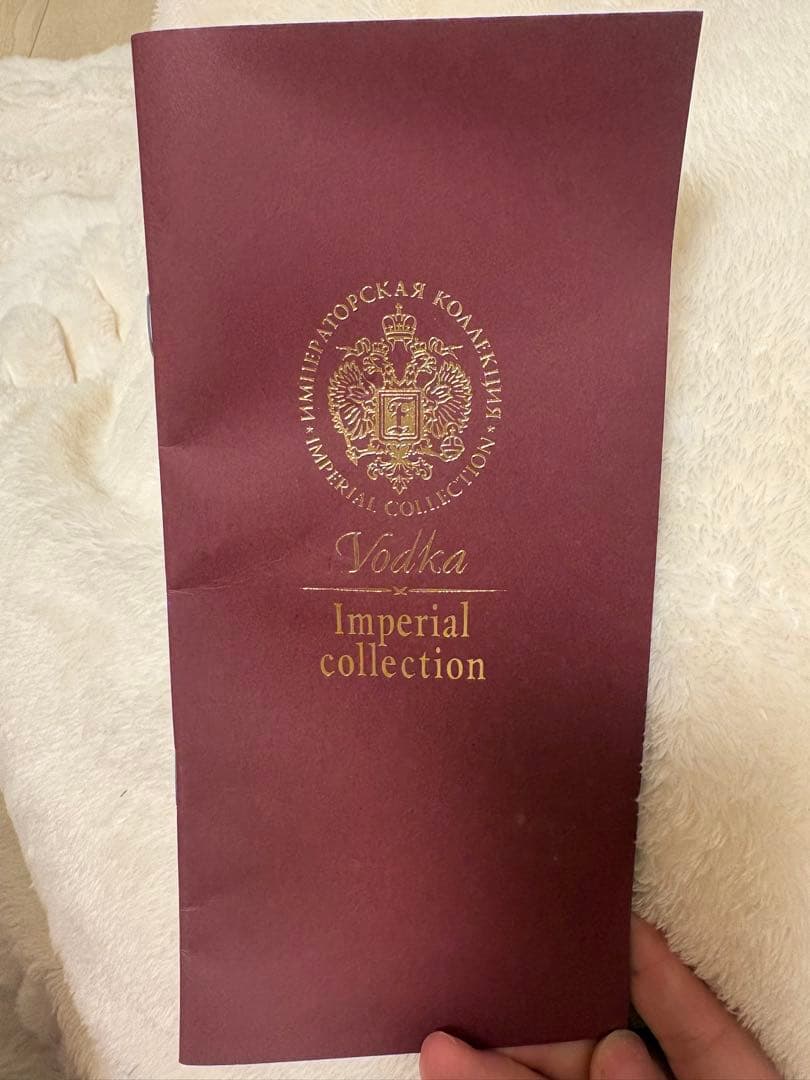 ИМПЕРАТОРСКАЯ КОЛЛЕКЦИЯ
IMPERIAL COLLECTION
Vodka
Imperial
collection